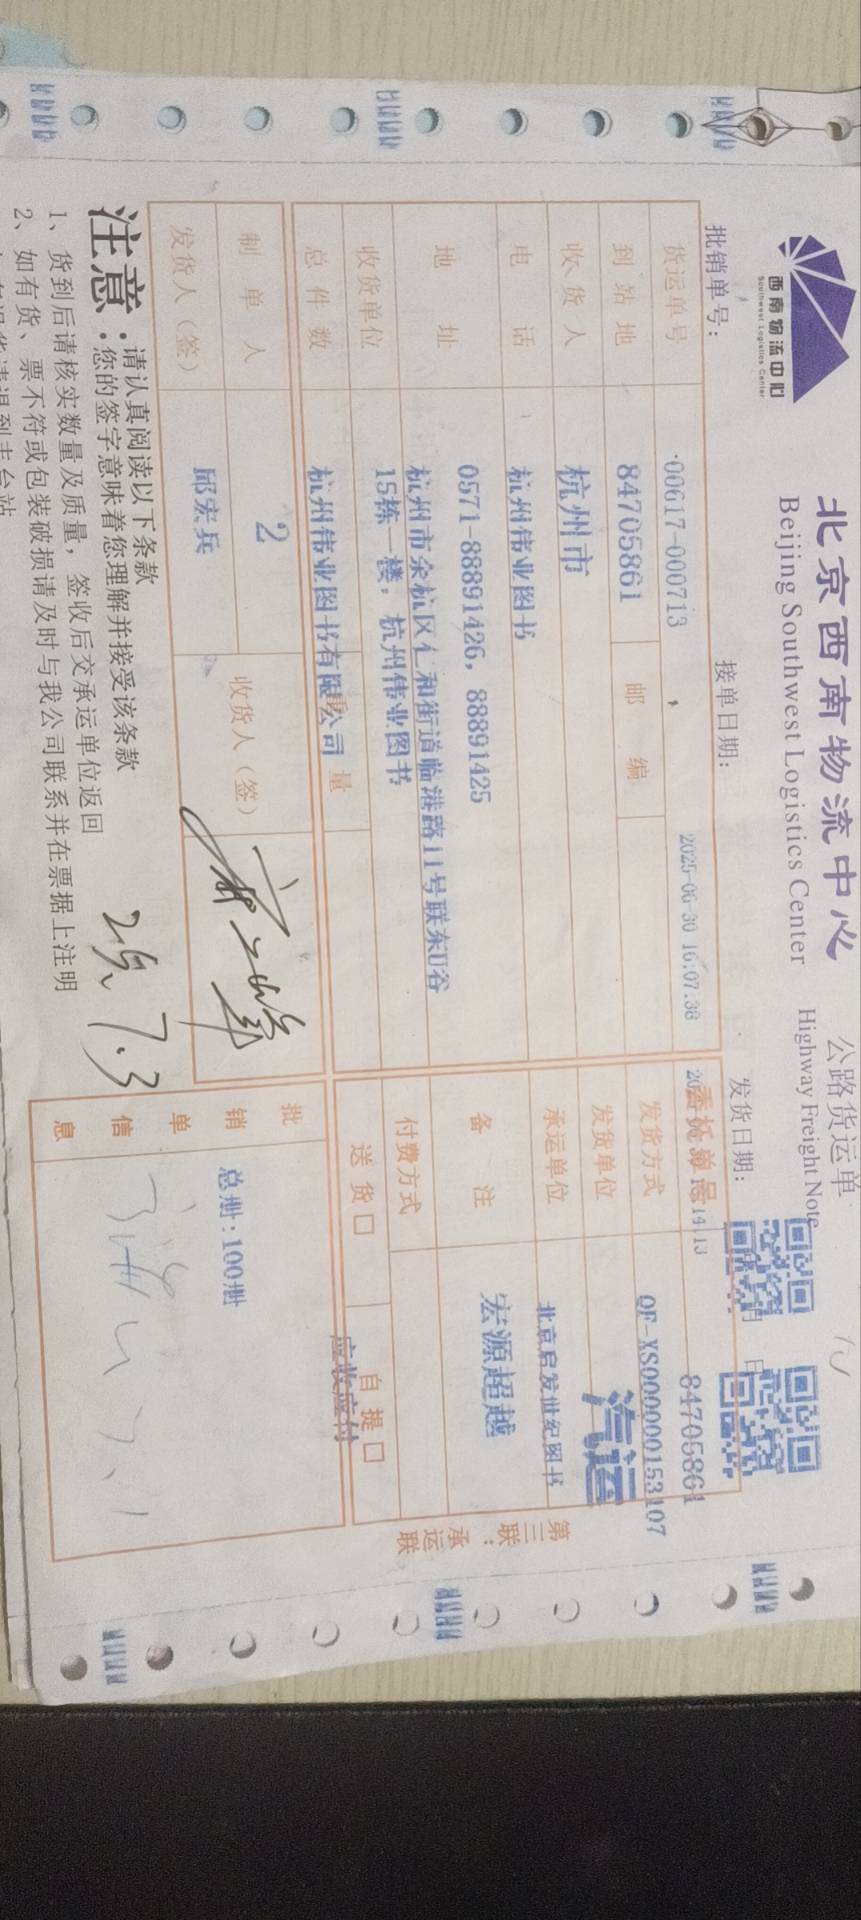 西南物流中心
Southwest Logistics Center
北京西南物流中心
Beijing Southwest Logistics Center
公路货运单
Highway Freight Note
批销单号：
接单日期：
发货日期：
月 日
货运单号
00617-000713
2025-06-30 16:07:38
委托单号
84705861
到站地
84705861
邮 编
发货方式
QF-XS000000153107
收货人
杭州市
发货单位
汽运
电 话
杭州伟业图书
承运单位
北京启发世纪图书
地 址
0571-88891426, 88891425
杭州市余杭区仁和街道临港路11号联东U谷
15栋一楼，杭州伟业图书
备 注
宏源超越
收货单位
付费方式
总件数
杭州伟业图书有限公司
量
送 货 □
自 提 □
应收应付
制 单 人
2
收货人（签）
发货人（签）
邱宏兵
批销单信息
总册:100册
第三联：承运联
注意：
请认真阅读以下条款
您的签字意味着您理解并接受该条款
25. 7.3
1、货到后请核实数量及质量，签收后交承运单位返回
2、如有货、票不符或包装破损请及时与我公司联系并在票据上注明